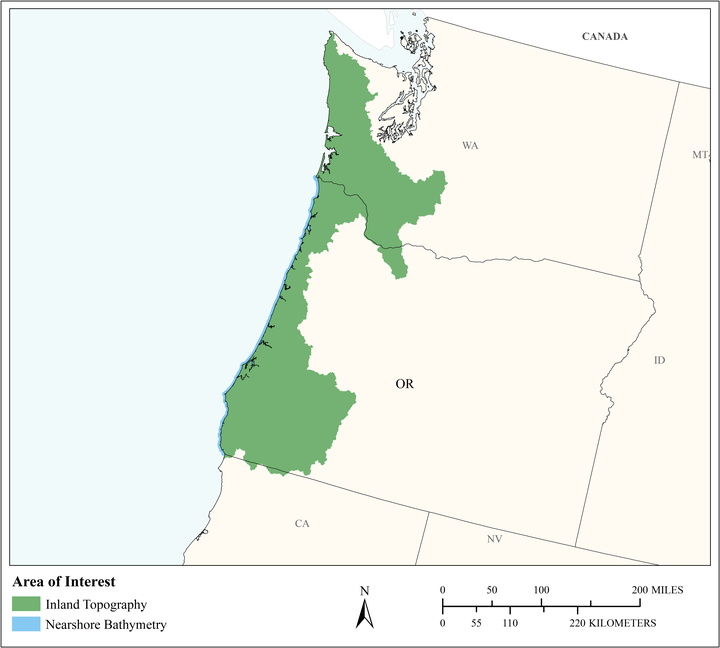 CANADA
WA
MT
OR
ID
CA
NV
Area of Interest
Inland Topography
Nearshore Bathymetry
N
0 50 100 200 MILES
0 55 110 220 KILOMETERS